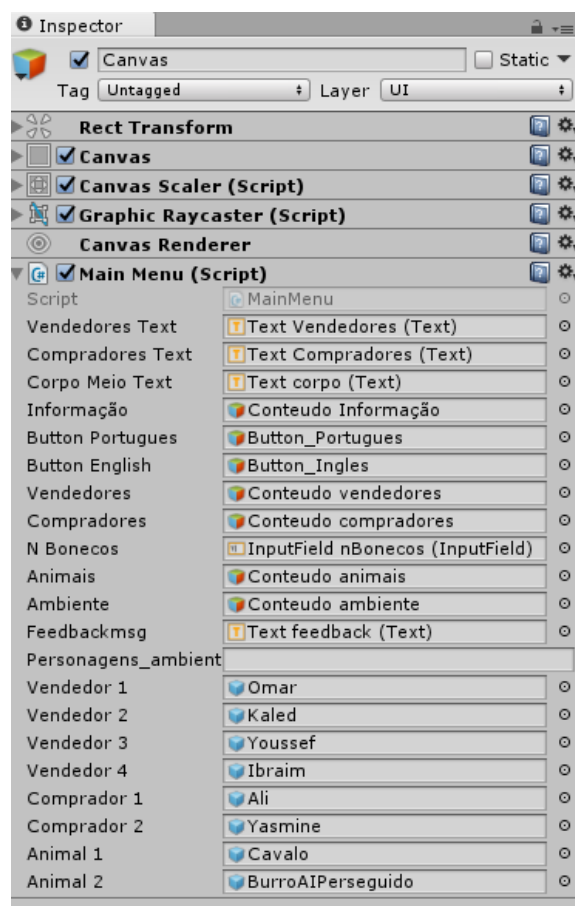 Inspector
Canvas Static
Tag Untagged Layer UI
Rect Transform
Canvas
Canvas Scaler (Script)
Graphic Raycaster (Script)
Canvas Renderer
Main Menu (Script)
Script MainMenu
Vendedores Text Text Vendedores (Text)
Compradores Text Text Compradores (Text)
Corpo Meio Text Text corpo (Text)
Informação Conteudo Informação
Button Portugues Button_Portugues
Button English Button_Ingles
Vendedores Conteudo vendedores
Compradores Conteudo compradores
N Bonecos InputField nBonecos (InputField)
Animais Conteudo animais
Ambiente Conteudo ambiente
Feedbackmsg Text feedback (Text)
Personagens_ambient
Vendedor 1 Omar
Vendedor 2 Kaled
Vendedor 3 Youssef
Vendedor 4 Ibraim
Comprador 1 Ali
Comprador 2 Yasmine
Animal 1 Cavalo
Animal 2 BurroAIPerseguido